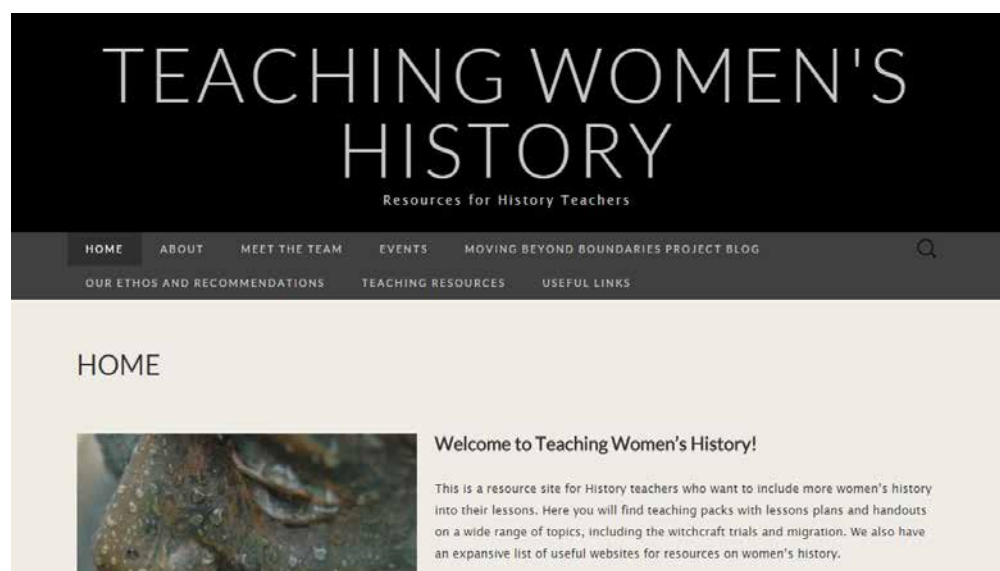 TEACHING WOMEN'S
HISTORY
Resources for History Teachers
HOME ABOUT MEET THE TEAM EVENTS MOVING BEYOND BOUNDARIES PROJECT BLOG
OUR ETHOS AND RECOMMENDATIONS TEACHING RESOURCES USEFUL LINKS
HOME
Welcome to Teaching Women's History!
This is a resource site for History teachers who want to include more women's history
into their lessons. Here you will find teaching packs with lessons plans and handouts
on a wide range of topics, including the witchcraft trials and migration. We also have
an expansive list of useful websites for resources on women's history.